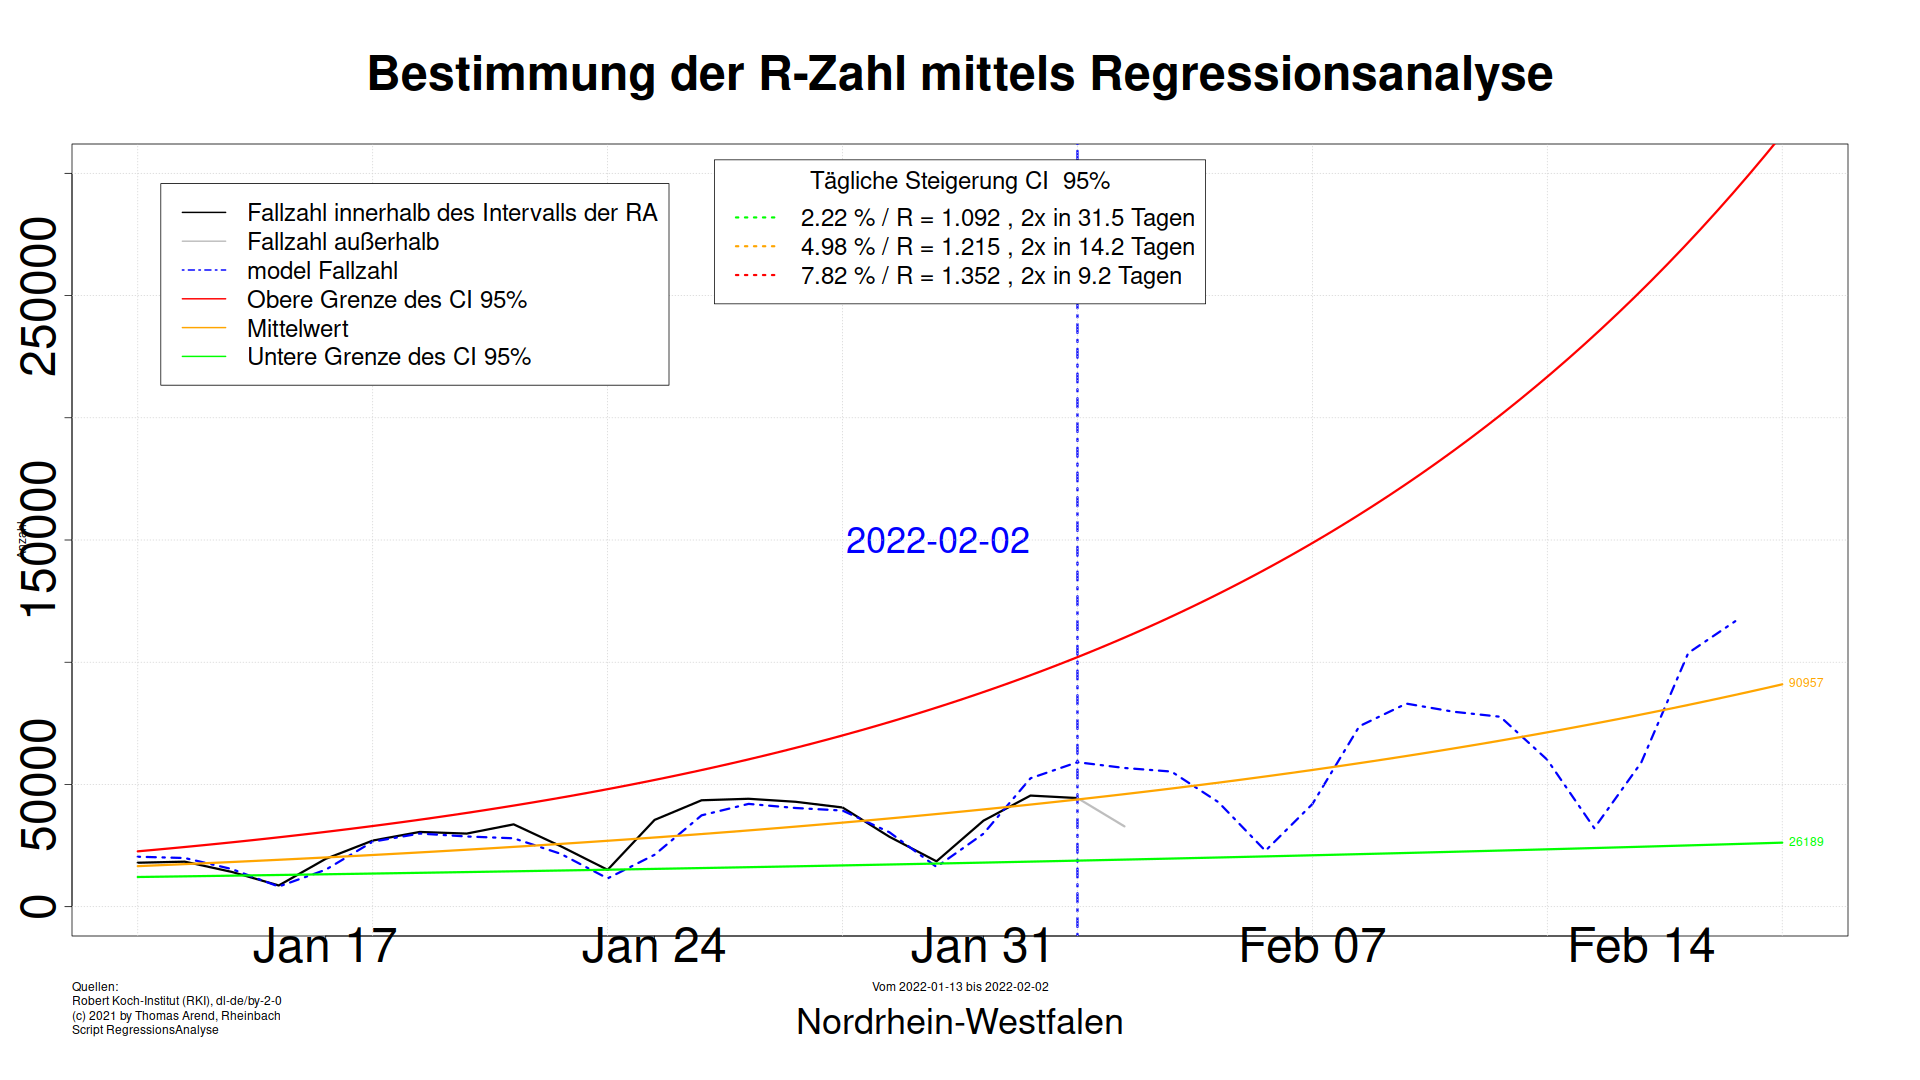 Bestimmung der R-Zahl mittels Regressionsanalyse
Fallzahl innerhalb des Intervalls der RA
Fallzahl außerhalb
model Fallzahl
Obere Grenze des CI 95%
Mittelwert
Untere Grenze des CI 95%
Tägliche Steigerung CI 95%
2.22 % / R = 1.092 , 2x in 31.5 Tagen
4.98 % / R = 1.215 , 2x in 14.2 Tagen
7.82 % / R = 1.352 , 2x in 9.2 Tagen
250000
150000
50000
0
Anzahl
2022-02-02
90957
26189
Jan 17
Jan 24
Jan 31
Feb 07
Feb 14
Quellen:
Robert Koch-Institut (RKI), dl-de/by-2-0
(c) 2021 by Thomas Arend, Rheinbach
Script RegressionsAnalyse
Vom 2022-01-13 bis 2022-02-02
Nordrhein-Westfalen